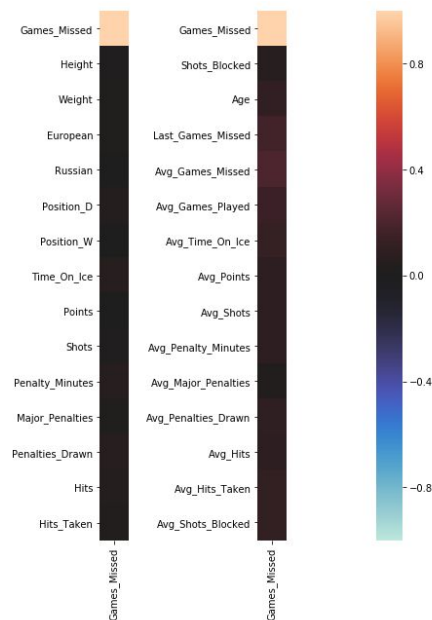 Games_Missed
Height
Weight
European
Russian
Position_D
Position_W
Time_On_Ice
Points
Shots
Penalty_Minutes
Major_Penalties
Penalties_Drawn
Hits
Hits_Taken
Games_Missed
Games_Missed
Shots_Blocked
Age
Last_Games_Missed
Avg_Games_Missed
Avg_Games_Played
Avg_Time_On_Ice
Avg_Points
Avg_Shots
Avg_Penalty_Minutes
Avg_Major_Penalties
Avg_Penalties_Drawn
Avg_Hits
Avg_Hits_Taken
Avg_Shots_Blocked
Games_Missed
0.8
0.4
0.0
−0.4
−0.8